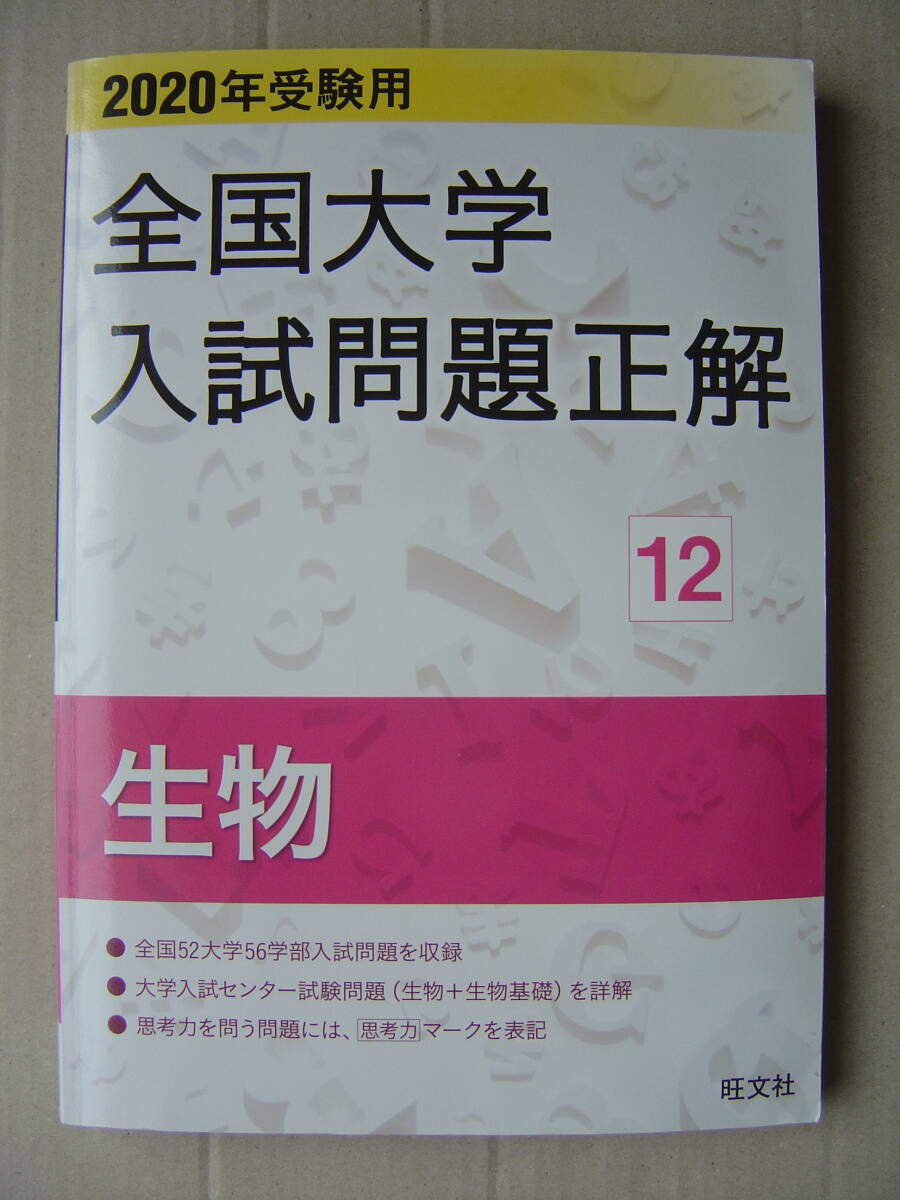 2020年受験用
全国大学
入試問題正解
12
生物
● 全国52大学56学部入試問題を収録
● 大学入試センター試験問題（生物＋生物基礎）を詳解
● 思考力を問う問題には、思考力マークを表記
旺文社